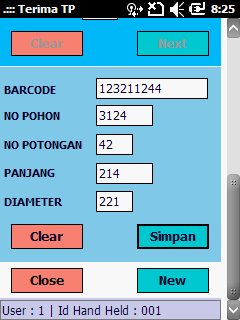 .::: Terima TP 8:25
Clear Next
BARCODE 123211244
NO POHON 3124
NO POTONGAN 42
PANJANG 214
DIAMETER 221
Clear Simpan
Close New
User : 1 | Id Hand Held : 001